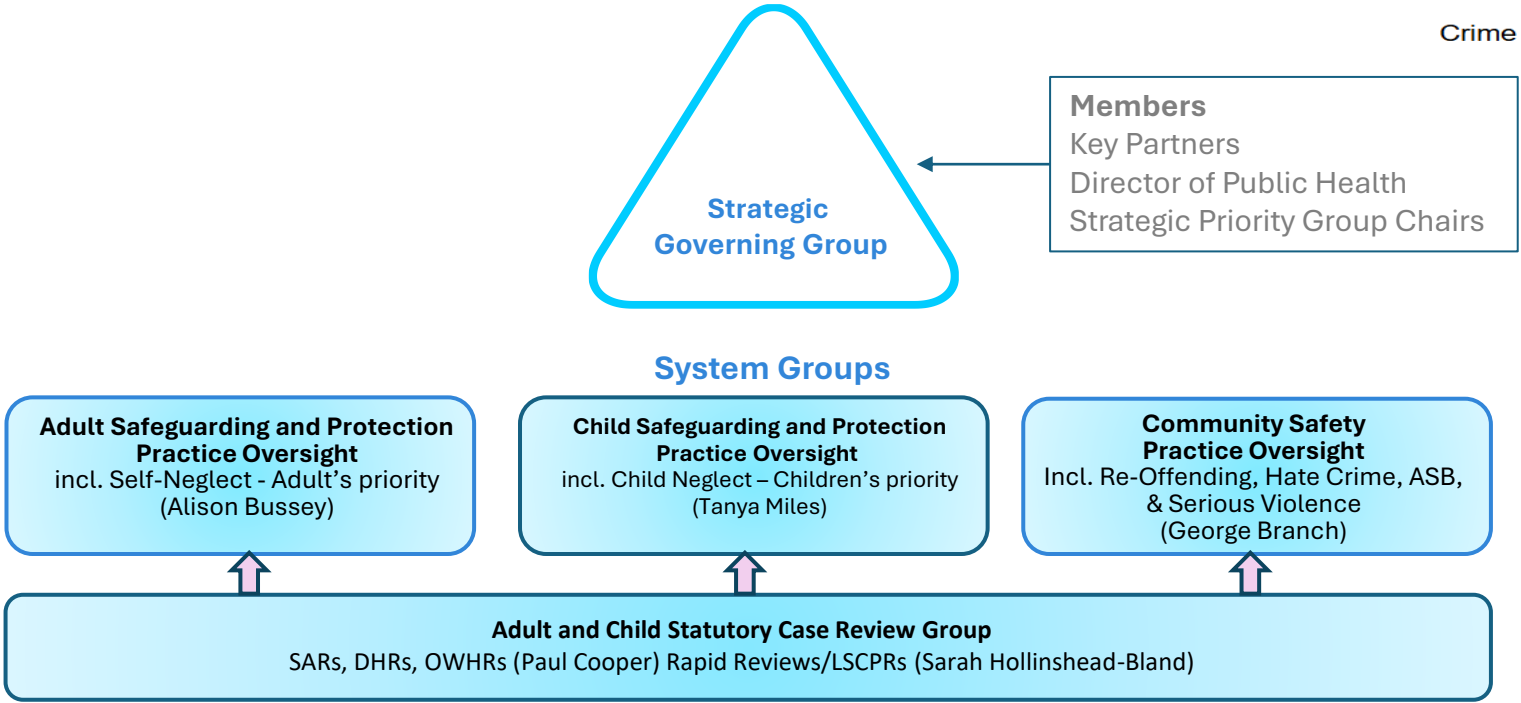 Crime
Members
Key Partners
Director of Public Health
Strategic Priority Group Chairs
Strategic
Governing Group
System Groups
Adult Safeguarding and Protection
Practice Oversight
incl. Self-Neglect - Adult’s priority
(Alison Bussey)
Child Safeguarding and Protection
Practice Oversight
incl. Child Neglect – Children’s priority
(Tanya Miles)
Community Safety
Practice Oversight
Incl. Re-Offending, Hate Crime, ASB,
& Serious Violence
(George Branch)
Adult and Child Statutory Case Review Group
SARs, DHRs, OWHRs (Paul Cooper) Rapid Reviews/LSCPRs (Sarah Hollinshead-Bland)